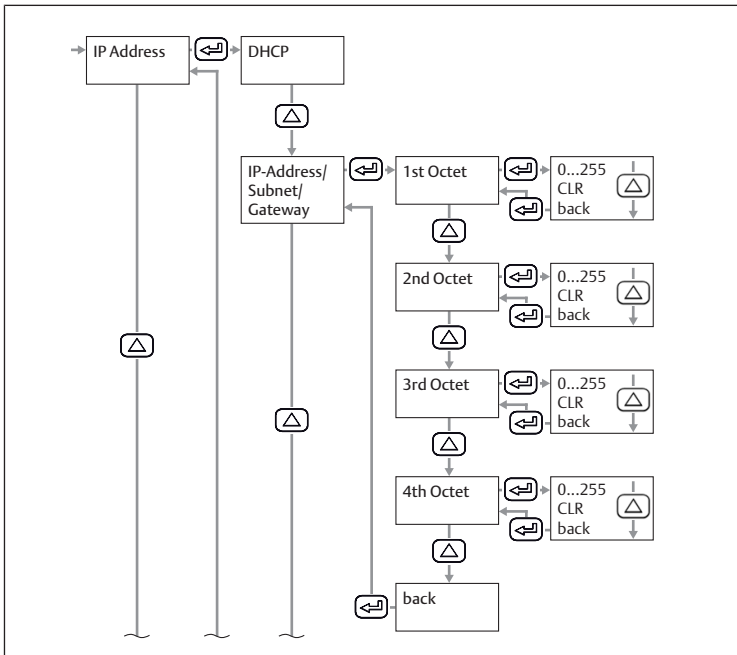 IP Address
DHCP
IP-Address/
Subnet/
Gateway
1st Octet
0...255
CLR
back
2nd Octet
0...255
CLR
back
3rd Octet
0...255
CLR
back
4th Octet
0...255
CLR
back
back